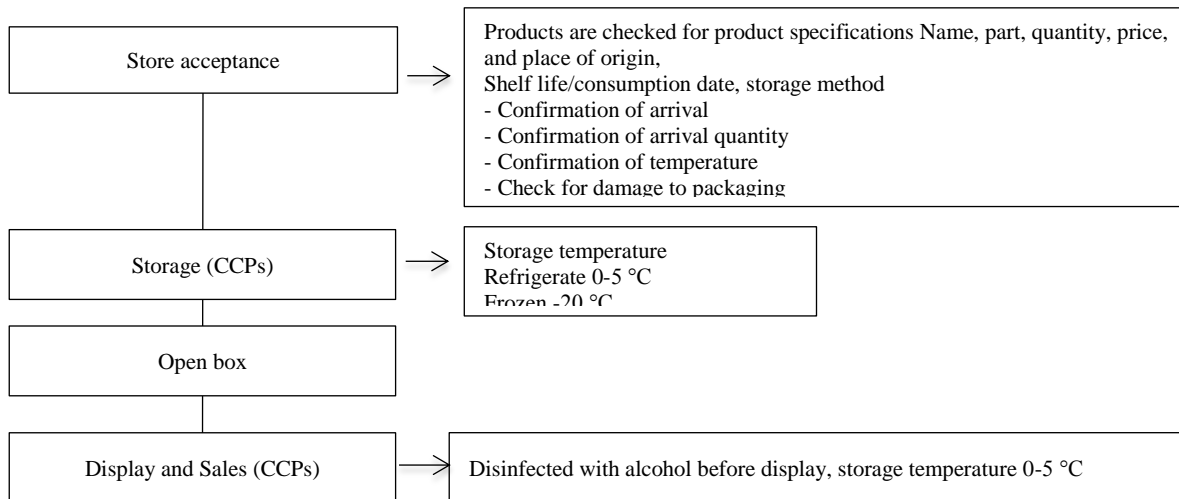 Store acceptance
Products are checked for product specifications Name, part, quantity, price,
and place of origin,
Shelf life/consumption date, storage method
- Confirmation of arrival
- Confirmation of arrival quantity
- Confirmation of temperature
- Check for damage to packaging
Storage (CCPs)
Storage temperature
Refrigerate 0-5 °C
Frozen -20 °C
Open box
Display and Sales (CCPs)
Disinfected with alcohol before display, storage temperature 0-5 °C